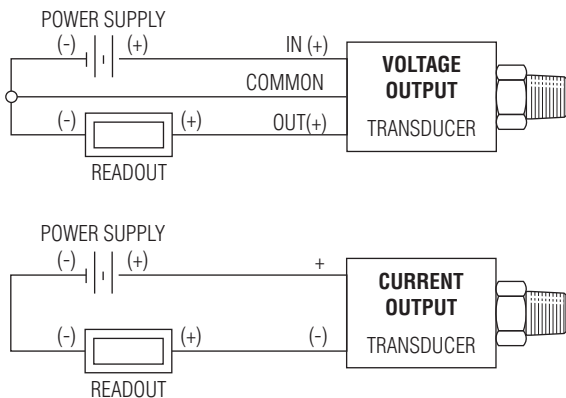 POWER SUPPLY
(-) (+) IN (+)
COMMON
(-) (+) OUT(+)
READOUT
VOLTAGE
OUTPUT
TRANSDUCER
POWER SUPPLY
(-) (+) +
(-) (+) (-)
READOUT
CURRENT
OUTPUT
TRANSDUCER